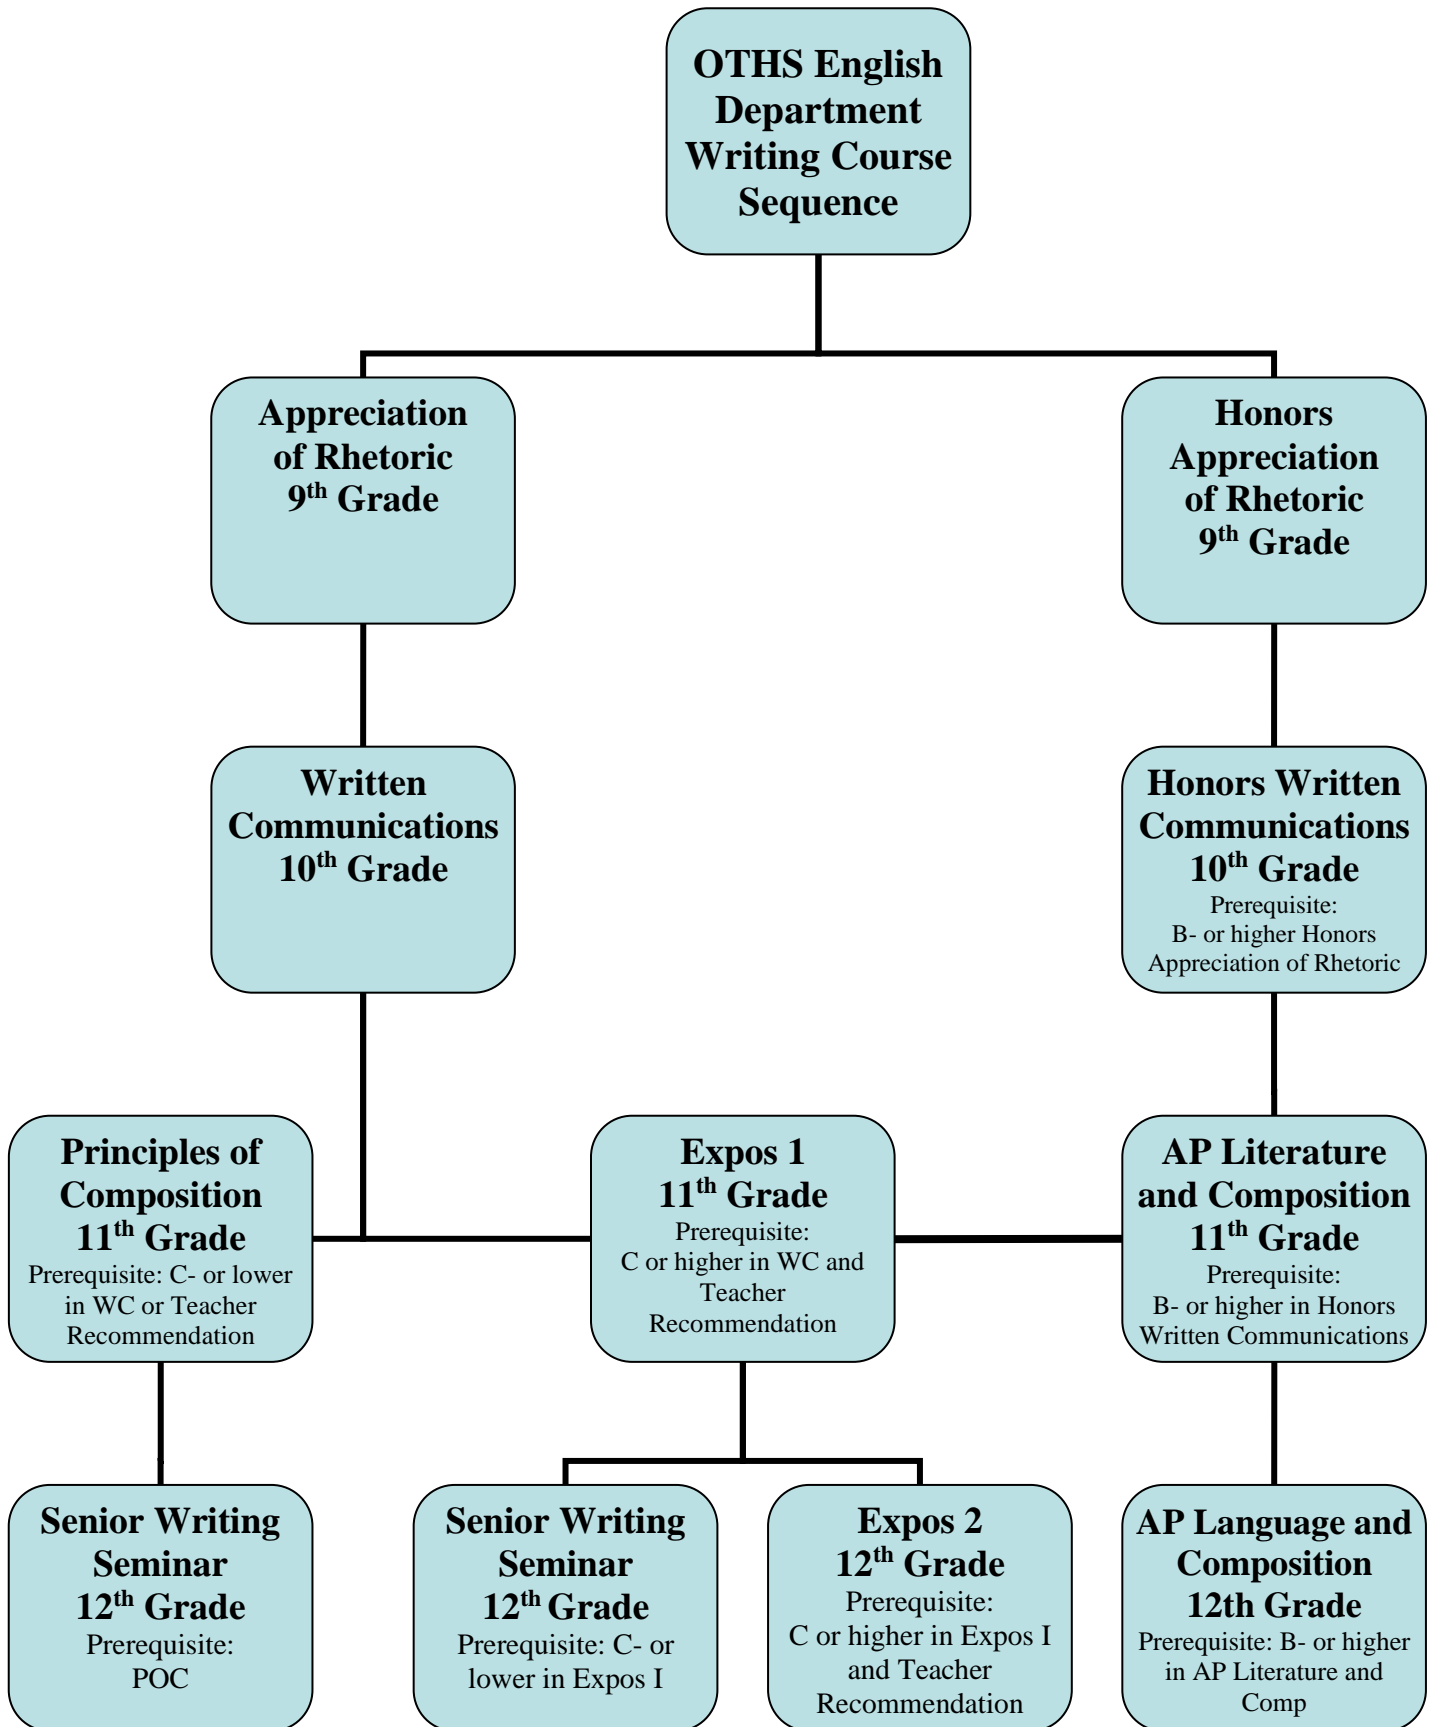 OTHS English
Department
Writing Course
Sequence
Appreciation
of Rhetoric
9th Grade
Honors
Appreciation
of Rhetoric
9th Grade
Written
Communications
10th Grade
Honors Written
Communications
10th Grade
Prerequisite:
B- or higher Honors
Appreciation of Rhetoric
Principles of
Composition
11th Grade
Prerequisite: C- or lower
in WC or Teacher
Recommendation
Expos 1
11th Grade
Prerequisite:
C or higher in WC and
Teacher
Recommendation
AP Literature
and Composition
11th Grade
Prerequisite:
B- or higher in Honors
Written Communications
Senior Writing
Seminar
12th Grade
Prerequisite:
POC
Senior Writing
Seminar
12th Grade
Prerequisite: C- or
lower in Expos I
Expos 2
12th Grade
Prerequisite:
C or higher in Expos I
and Teacher
Recommendation
AP Language and
Composition
12th Grade
Prerequisite: B- or higher
in AP Literature and
Comp